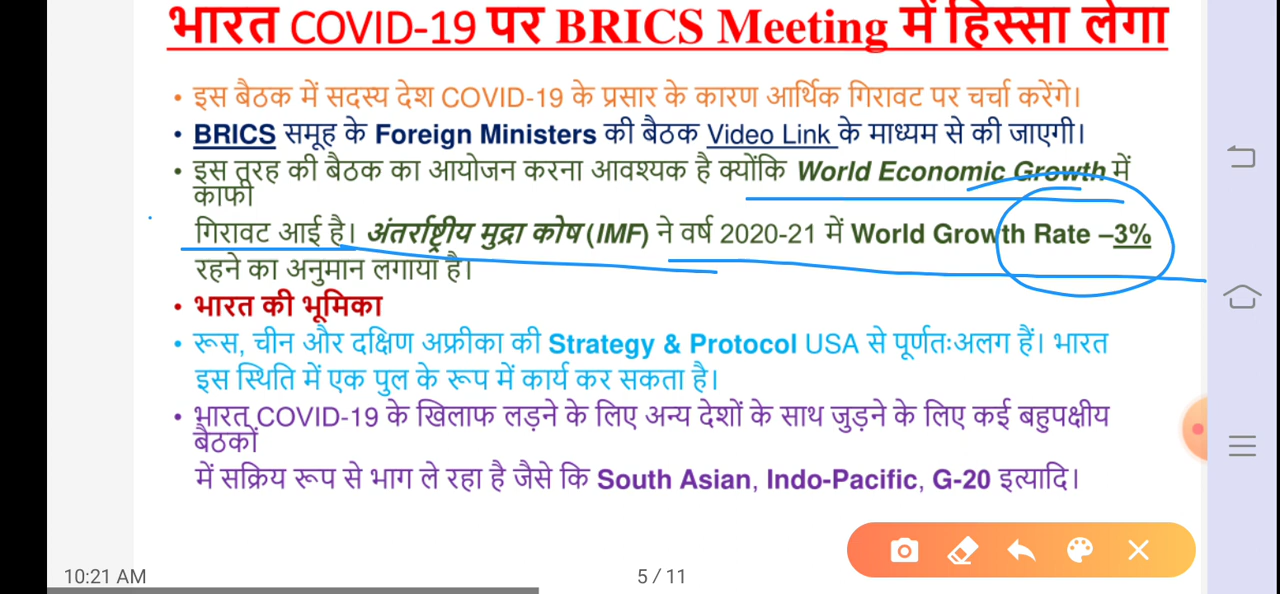 भारत COVID-19 पर BRICS Meeting में हिस्सा लेगा
• इस बैठक में सदस्य देश COVID-19 के प्रसार के कारण आर्थिक गिरावट पर चर्चा करेंगे।
• BRICS समूह के Foreign Ministers की बैठक Video Link के माध्यम से की जाएगी।
• इस तरह की बैठक का आयोजन करना आवश्यक है क्योंकि World Economic Growth में
काफी
गिरावट आई है। अंतर्राष्ट्रीय मुद्रा कोष (IMF) ने वर्ष 2020-21 में World Growth Rate –3%
रहने का अनुमान लगाया है।
• भारत की भूमिका
• रूस, चीन और दक्षिण अफ्रीका की Strategy & Protocol USA से पूर्णतःअलग हैं। भारत
इस स्थिति में एक पुल के रूप में कार्य कर सकता है।
• भारत COVID-19 के खिलाफ लड़ने के लिए अन्य देशों के साथ जुड़ने के लिए कई बहुपक्षीय
बैठकों
में सक्रिय रूप से भाग ले रहा है जैसे कि South Asian, Indo-Pacific, G-20 इत्यादि।
10:21 AM
5 / 11